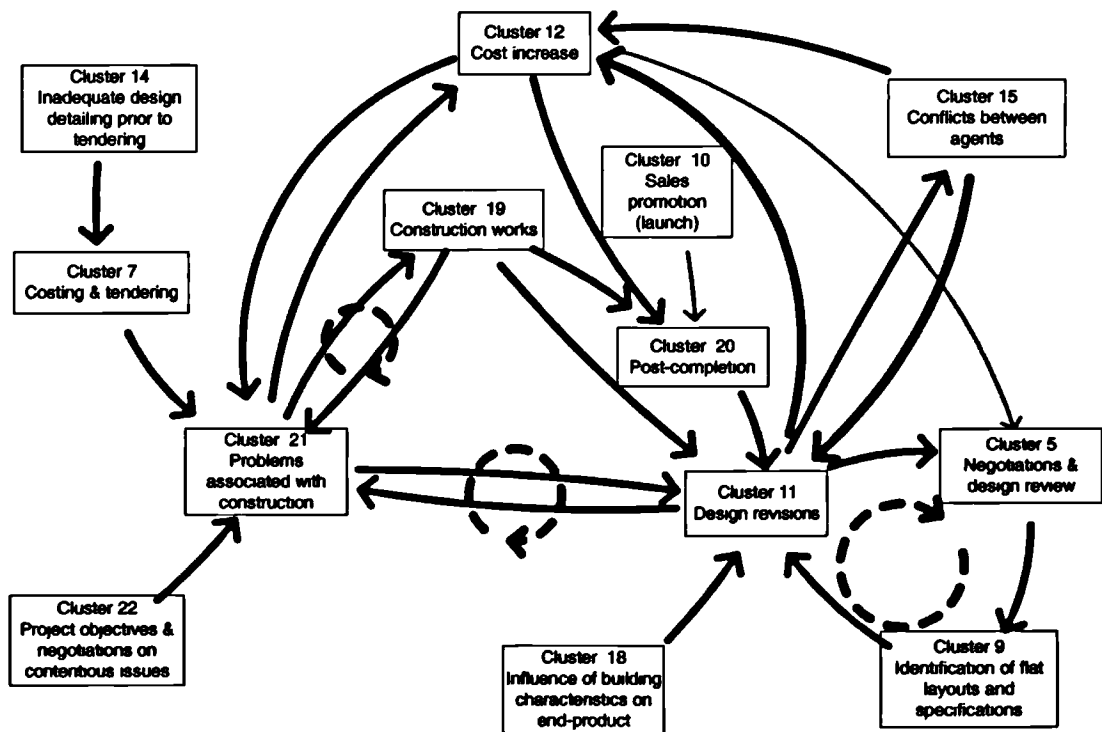 Cluster 12
Cost increase
Cluster 14
Inadequate design
detailing prior to
tendering
Cluster 15
Conflicts between
agents
Cluster 10
Sales
promotion
(launch)
Cluster 19
Construction works
Cluster 7
Costing & tendering
Cluster 20
Post-completion
Cluster 21
Problems
associated with
construction
Cluster 5
Negotiations &
design review
Cluster 11
Design revisions
Cluster 22
Project objectives &
negotiations on
contentious issues
Cluster 18
Influence of building
characteristics on
end-product
Cluster 9
Identification of flat
layouts and
specifications